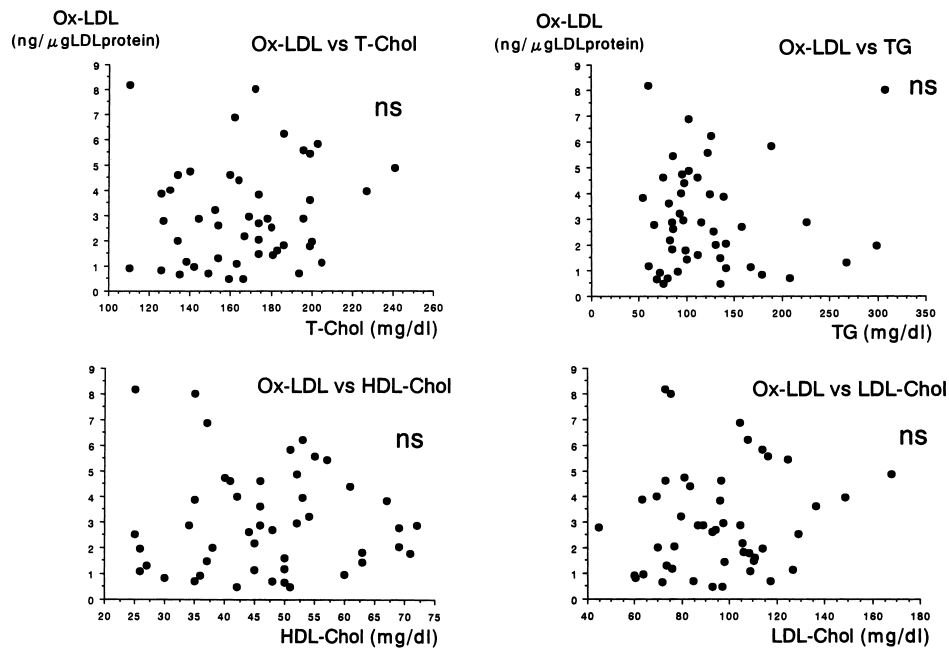 Ox-LDL
(ng/μgLDLprotein)
Ox-LDL vs T-Chol
ns
9
8
7
6
5
4
3
2
1
0
100 120 140 160 180 200 220 240 260
T-Chol (mg/dl)
Ox-LDL
(ng/μgLDLprotein)
Ox-LDL vs TG
ns
9
8
7
6
5
4
3
2
1
0
0 50 100 150 200 250 300 350
TG (mg/dl)
Ox-LDL vs HDL-Chol
ns
9
8
7
6
5
4
3
2
1
0
20 25 30 35 40 45 50 55 60 65 70 75
HDL-Chol (mg/dl)
Ox-LDL vs LDL-Chol
ns
9
8
7
6
5
4
3
2
1
0
40 60 80 100 120 140 160 180
LDL-Chol (mg/dl)